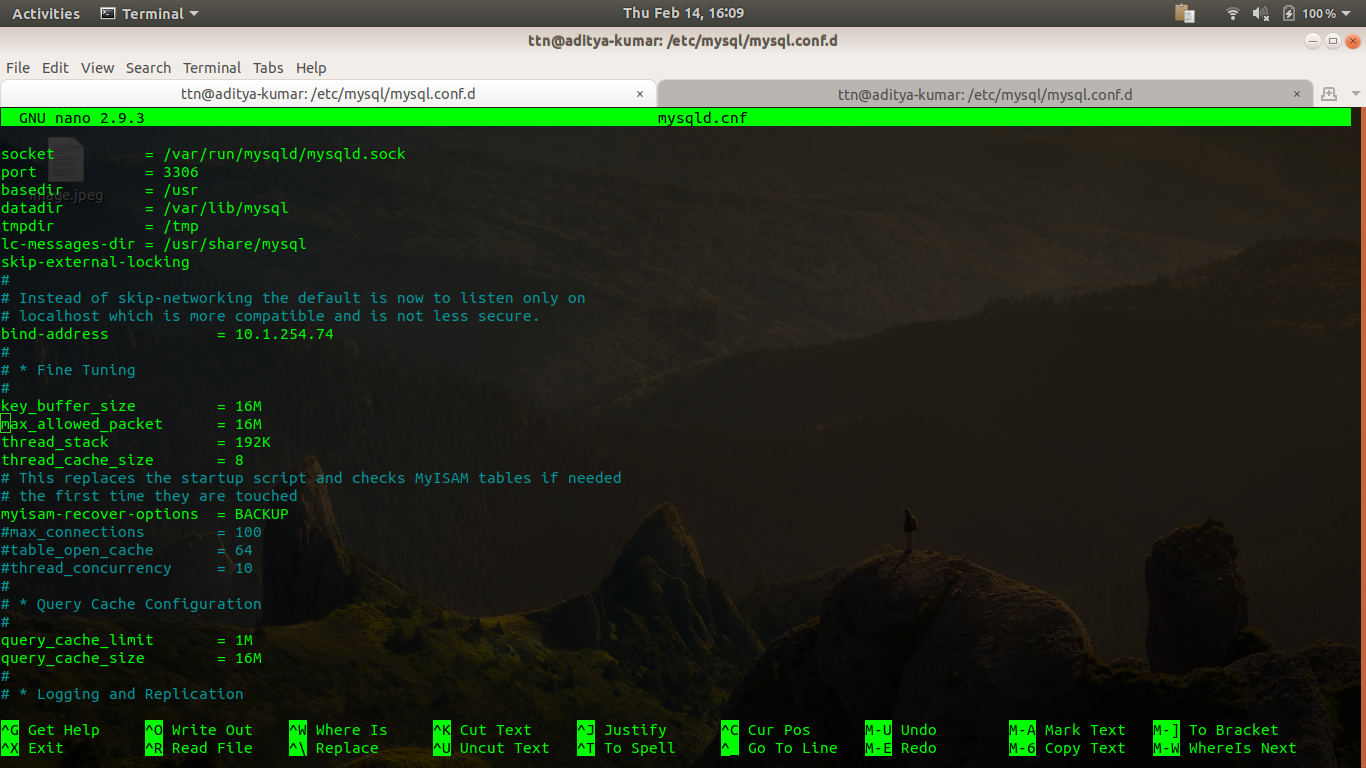 Activities Terminal Thu Feb 14, 16:09 100 %
ttn@aditya-kumar: /etc/mysql/mysql.conf.d
File Edit View Search Terminal Tabs Help
ttn@aditya-kumar: /etc/mysql/mysql.conf.d × ttn@aditya-kumar: /etc/mysql/mysql.conf.d ×
GNU nano 2.9.3 mysqld.cnf
socket = /var/run/mysqld/mysqld.sock
port = 3306
basedir = /usr
image.jpeg
datadir = /var/lib/mysql
tmpdir = /tmp
lc-messages-dir = /usr/share/mysql
skip-external-locking
#
# Instead of skip-networking the default is now to listen only on
# localhost which is more compatible and is not less secure.
bind-address = 10.1.254.74
#
# * Fine Tuning
#
key_buffer_size = 16M
max_allowed_packet = 16M
thread_stack = 192K
thread_cache_size = 8
# This replaces the startup script and checks MyISAM tables if needed
# the first time they are touched
myisam-recover-options = BACKUP
#max_connections = 100
#table_open_cache = 64
#thread_concurrency = 10
#
# * Query Cache Configuration
#
query_cache_limit = 1M
query_cache_size = 16M
#
# * Logging and Replication
^G Get Help ^O Write Out ^W Where Is ^K Cut Text ^J Justify ^C Cur Pos M-U Undo M-A Mark Text M-] To Bracket
^X Exit ^R Read File ^\ Replace ^U Uncut Text ^T To Spell ^_ Go To Line M-E Redo M-6 Copy Text M-W WhereIs Next